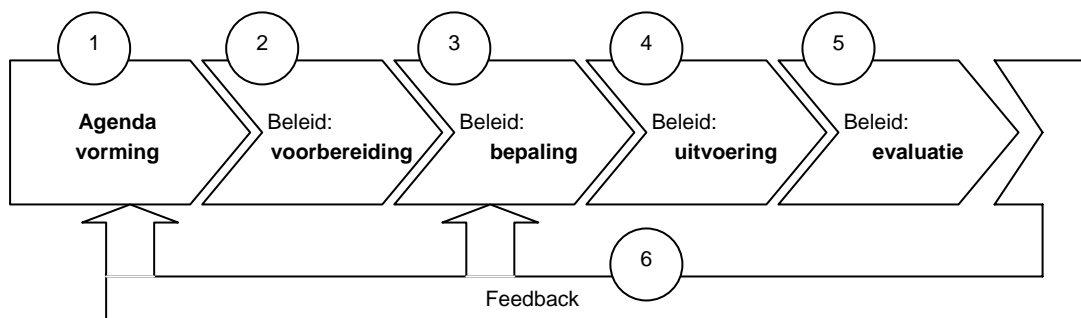 1
2
3
4
5
Agenda
vorming
Beleid:
voorbereiding
Beleid:
bepaling
Beleid:
uitvoering
Beleid:
evaluatie
6
Feedback